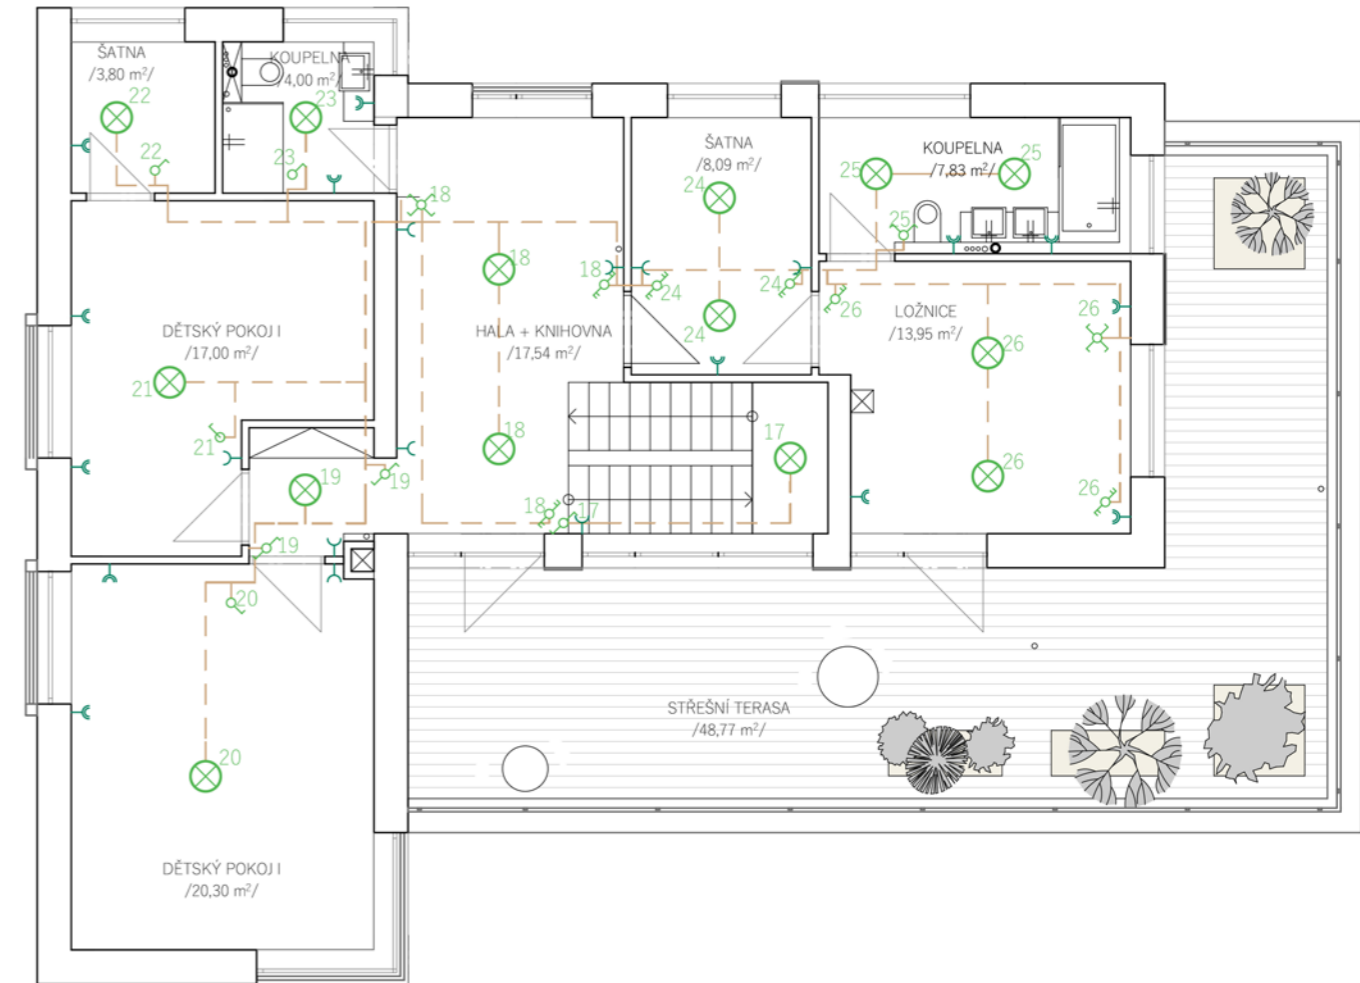 ŠATNA
/3,80 m²/
22
22
KOUPELNA
/4,00 m²/
23
23
18
ŠATNA
/8,09 m²/
24
KOUPELNA
/7,83 m²/
25
25
25
18
18
24
24
24
26
DĚTSKÝ POKOJ I
/17,00 m²/
21
21
HALA + KNIHOVNA
/17,54 m²/
LOŽNICE
/13,95 m²/
26
26
26
26
18
17
18
17
19
19
19
20
20
STŘEŠNÍ TERASA
/48,77 m²/
DĚTSKÝ POKOJ I
/20,30 m²/